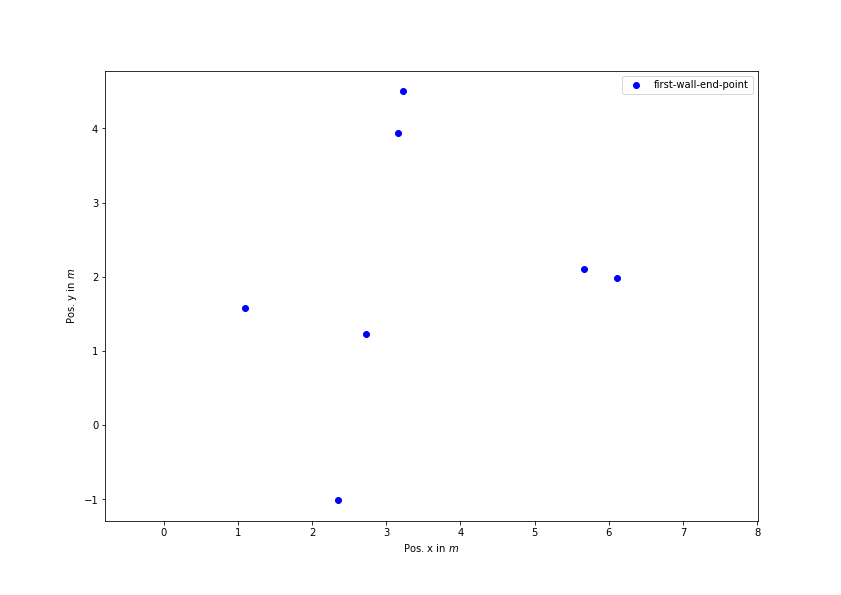 first-wall-end-point
4
3
2
1
0
−1
Pos. y in m
0 1 2 3 4 5 6 7 8
Pos. x in m